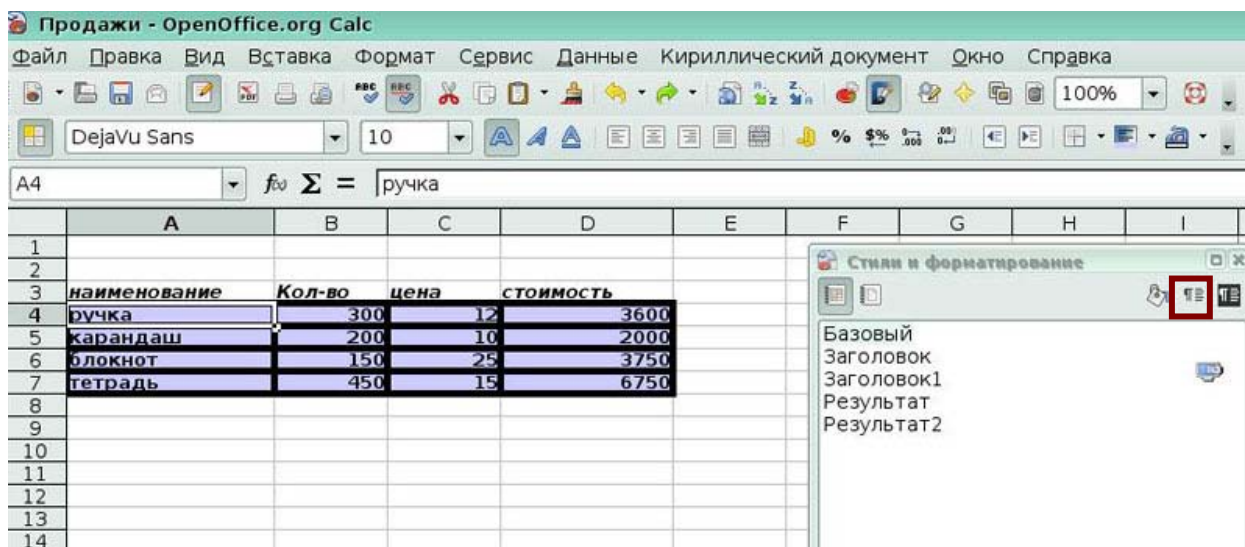 Продажи - OpenOffice.org Calc
Файл Правка Вид Вставка Формат Сервис Данные Кириллический документ Окно Справка
100%
DejaVu Sans 10
A4 ручка
A B C D E F G H I
1
2
Стили и форматирование
3 наименование Кол-во цена стоимость
4 ручка 300 12 3600
5 карандаш 200 10 2000
6 блокнот 150 25 3750
7 тетрадь 450 15 6750
8
9
10
11
12
13
14
Базовый
Заголовок
Заголовок1
Результат
Результат2